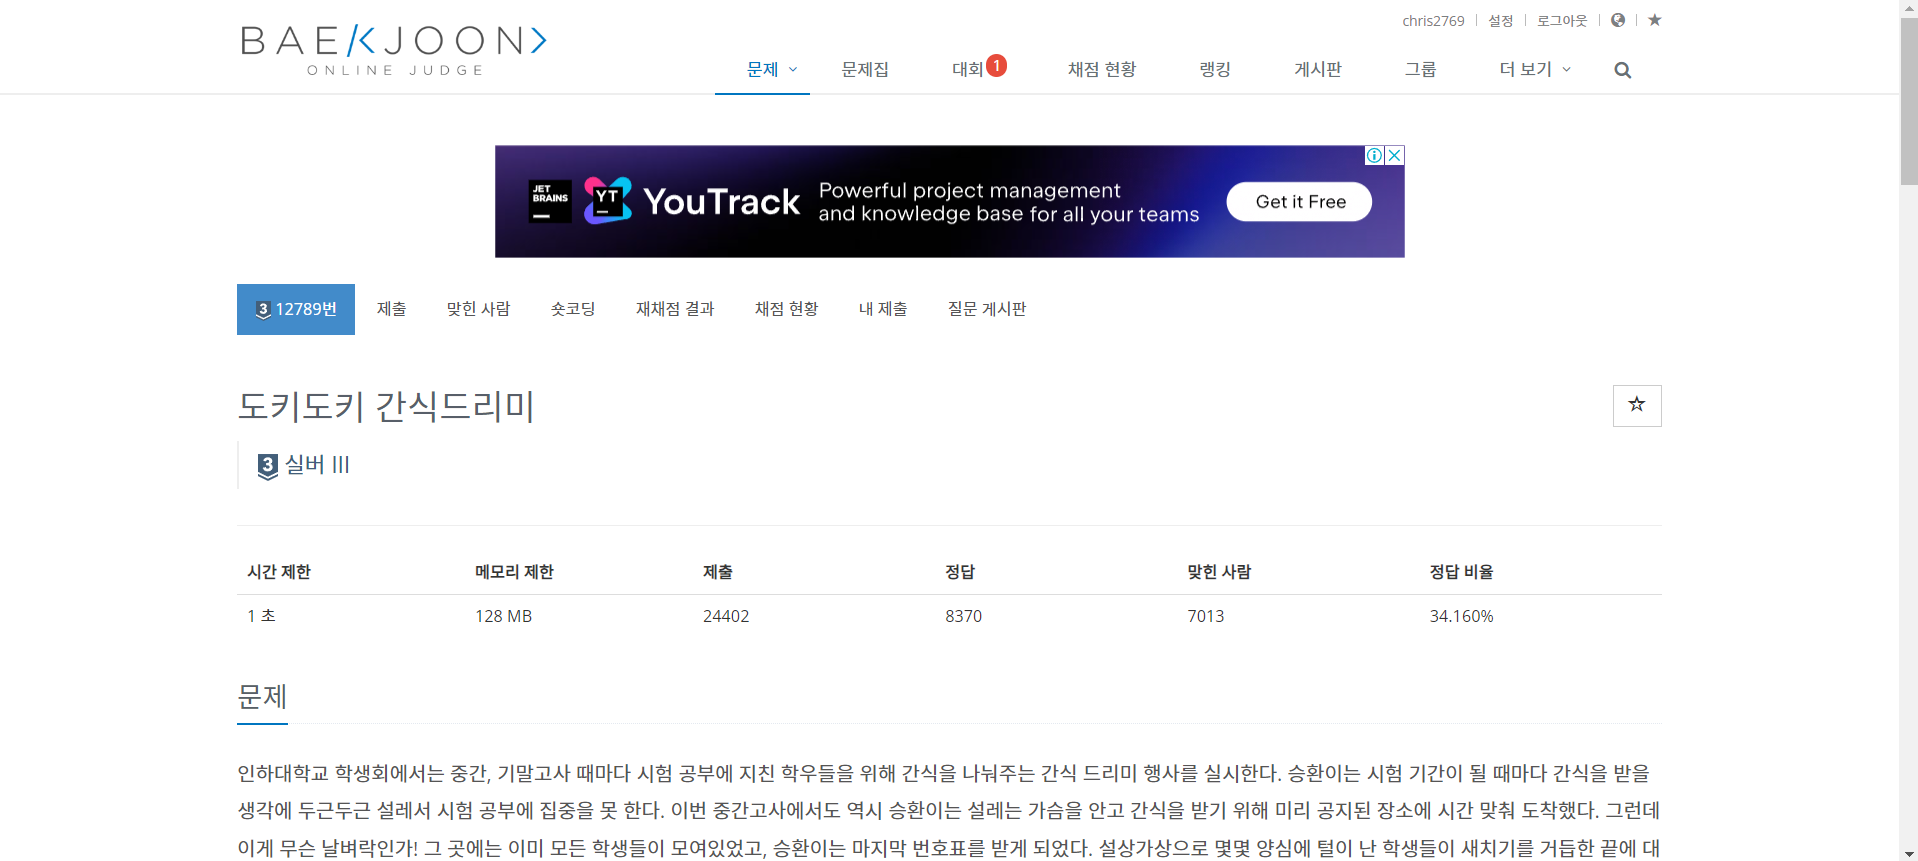 chris2769 설정 로그아웃
BAEKJOON
ONLINE JUDGE
문제 문제집 대회 1 채점 현황 랭킹 게시판 그룹 더 보기
JET
BRAINS
YT
YouTrack
Powerful project management
and knowledge base for all your teams
Get it Free
3 12789번 제출 맞힌 사람 숏코딩 재채점 결과 채점 현황 내 제출 질문 게시판
도키도키 간식드리미
3 실버 III
시간 제한 메모리 제한 제출 정답 맞힌 사람 정답 비율
1 초 128 MB 24402 8370 7013 34.160%
문제
인하대학교 학생회에서는 중간, 기말고사 때마다 시험 공부에 지친 학우들을 위해 간식을 나눠주는 간식 드리미 행사를 실시한다. 승환이는 시험 기간이 될 때마다 간식을 받을
생각에 두근두근 설레서 시험 공부에 집중을 못 한다. 이번 중간고사에서도 역시 승환이는 설레는 가슴을 안고 간식을 받기 위해 미리 공지된 장소에 시간 맞춰 도착했다. 그런데
이게 무슨 날벼락인가! 그 곳에는 이미 모든 학생들이 모여있었고, 승환이는 마지막 번호표를 받게 되었다. 설상가상으로 몇몇 양심에 털이 난 학생들이 새치기를 거듭한 끝에 대